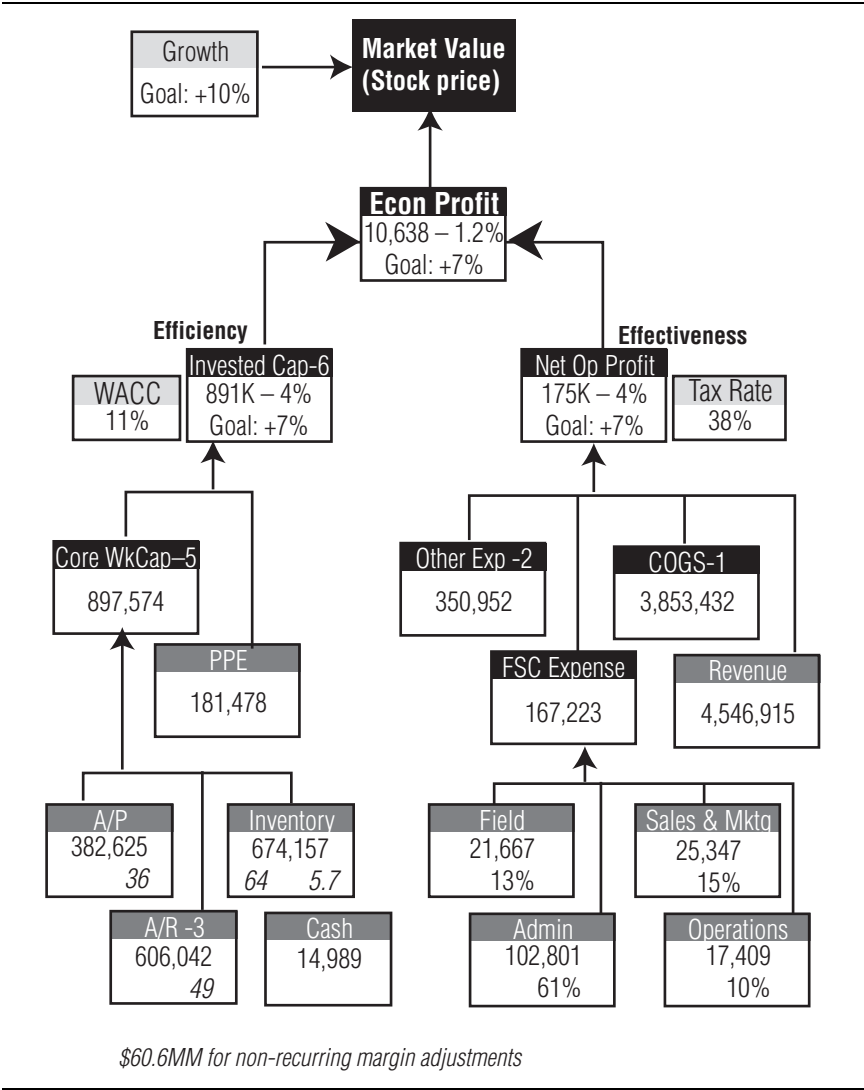 Growth
Goal: +10%
Market Value
(Stock price)
Econ Profit
10,638 – 1.2%
Goal: +7%
Efficiency
Effectiveness
WACC
11%
Invested Cap-6
891K – 4%
Goal: +7%
Net Op Profit
175K – 4%
Goal: +7%
Tax Rate
38%
Core WkCap–5
897,574
PPE
181,478
Other Exp -2
350,952
COGS-1
3,853,432
FSC Expense
167,223
Revenue
4,546,915
A/P
382,625
36
Inventory
674,157
64 5.7
A/R -3
606,042
49
Cash
14,989
Field
21,667
13%
Sales & Mktg
25,347
15%
Admin
102,801
61%
Operations
17,409
10%
$60.6MM for non-recurring margin adjustments